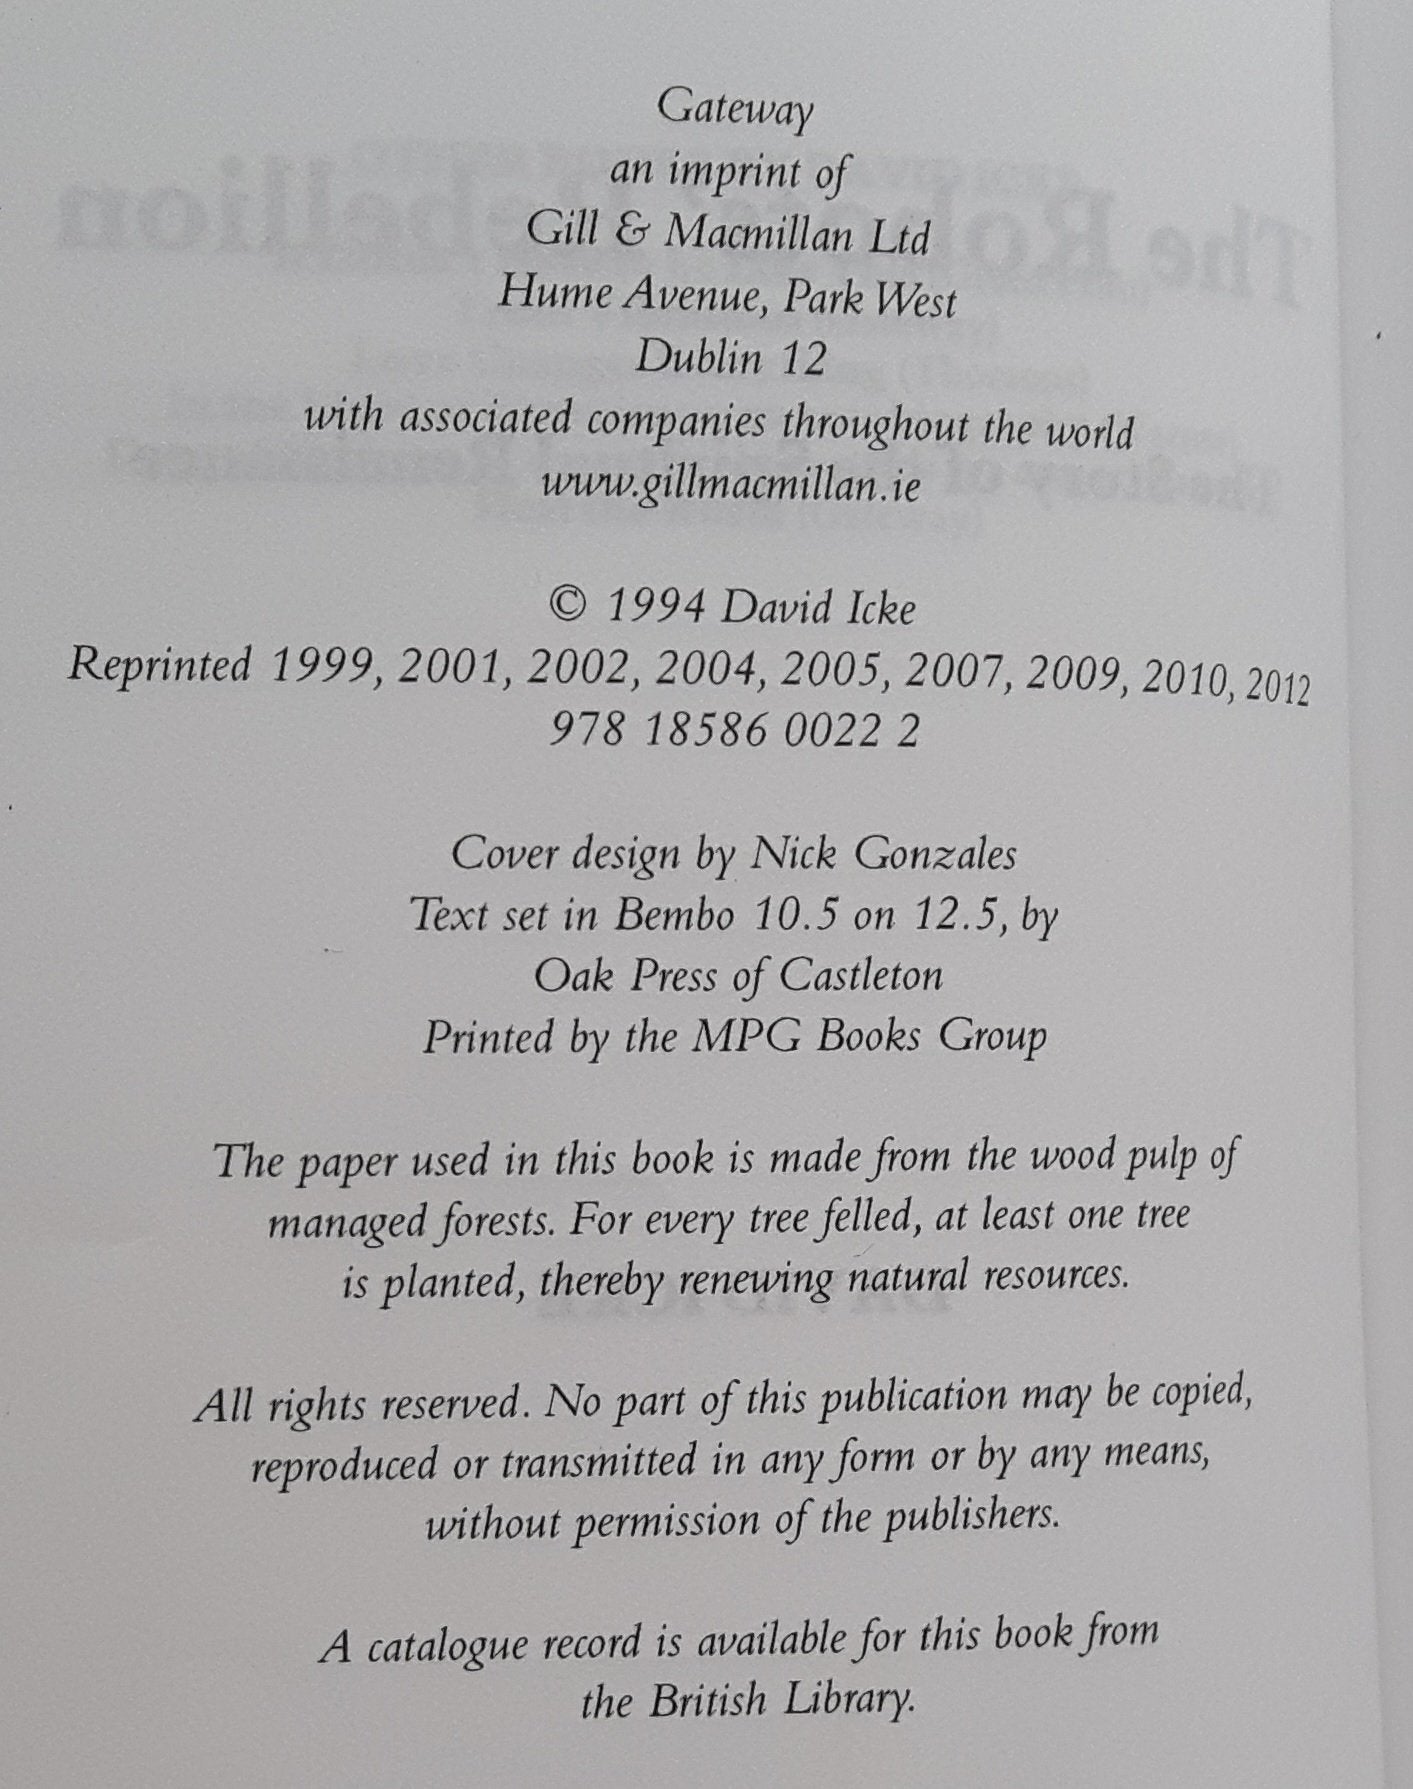 Gateway
an imprint of
Gill & Macmillan Ltd
Hume Avenue, Park West
Dublin 12
with associated companies throughout the world
www.gillmacmillan.ie
© 1994 David Icke
Reprinted 1999, 2001, 2002, 2004, 2005, 2007, 2009, 2010, 2012
978 18586 0022 2
Cover design by Nick Gonzales
Text set in Bembo 10.5 on 12.5, by
Oak Press of Castleton
Printed by the MPG Books Group
The paper used in this book is made from the wood pulp of
managed forests. For every tree felled, at least one tree
is planted, thereby renewing natural resources.
All rights reserved. No part of this publication may be copied,
reproduced or transmitted in any form or by any means,
without permission of the publishers.
A catalogue record is available for this book from
the British Library.